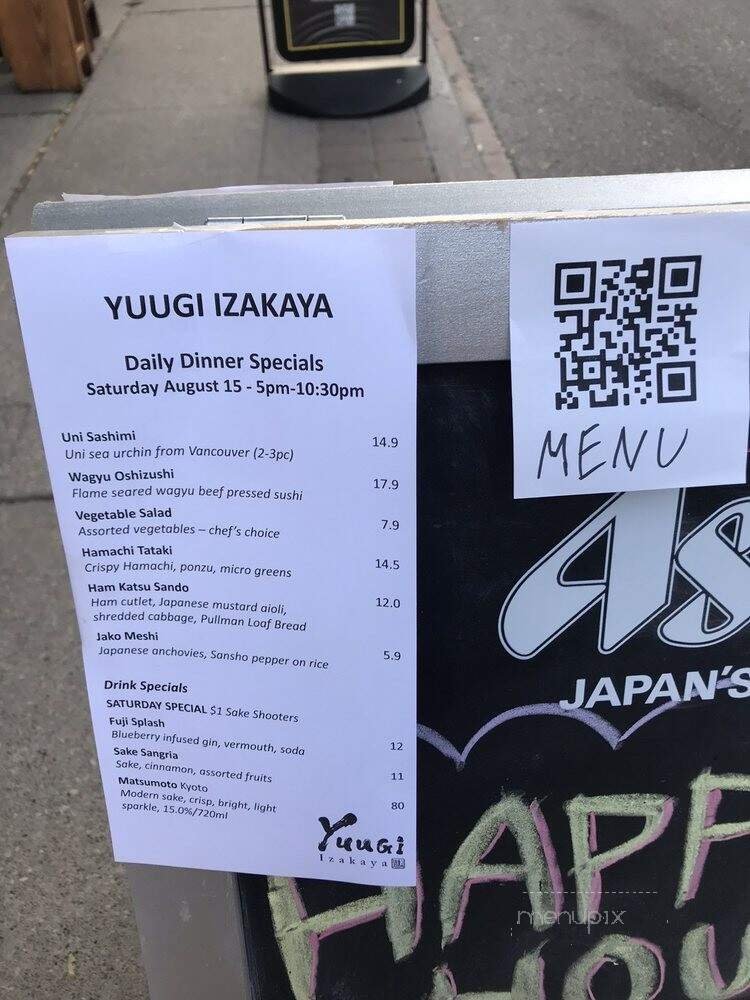 YUUGI IZAKAYA
Daily Dinner Specials
Saturday August 15 - 5pm-10:30pm
Uni Sashimi
Uni sea urchin from Vancouver (2-3pc) 14.9
Wagyu Oshizushi
Flame seared wagyu beef pressed sushi 17.9
Vegetable Salad
Assorted vegetables – chef's choice 7.9
Hamachi Tataki
Crispy Hamachi, ponzu, micro greens 14.5
Ham Katsu Sando
Ham cutlet, Japanese mustard aioli, 12.0
shredded cabbage, Pullman Loaf Bread
Jako Meshi
Japanese anchovies, Sansho pepper on rice 5.9
Drink Specials
SATURDAY SPECIAL $1 Sake Shooters
Fuji Splash
Blueberry infused gin, vermouth, soda 12
Sake Sangria
Sake, cinnamon, assorted fruits 11
Matsumoto Kyoto
Modern sake, crisp, bright, light 80
sparkle, 15.0%/720ml
Yuugi
Izakaya
MENU
As
JAPAN'S
HAPP
HOU
menupix